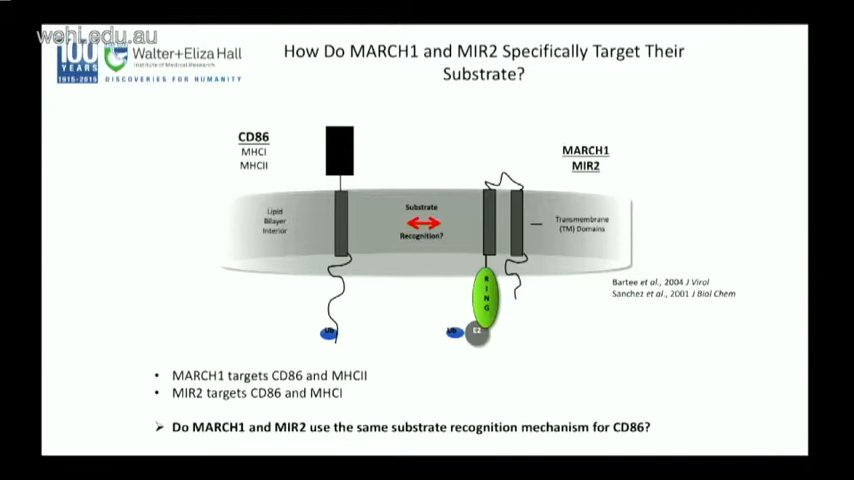 wehi.edu.au
100
YEARS
1915-2015
Walter+Eliza Hall
Institute of Medical Research
DISCOVERIES FOR HUMANITY
How Do MARCH1 and MIR2 Specifically Target Their
Substrate?
CD86
MHCI
MHCII
MARCH1
MIR2
Lipid
Bilayer
Interior
Substrate
Recognition?
Transmembrane
(TM) Domains
RING
Ub
Ub
E2
Bartee et al., 2004 J Virol
Sanchez et al., 2001 J Biol Chem
• MARCH1 targets CD86 and MHCII
• MIR2 targets CD86 and MHCI
➢ Do MARCH1 and MIR2 use the same substrate recognition mechanism for CD86?